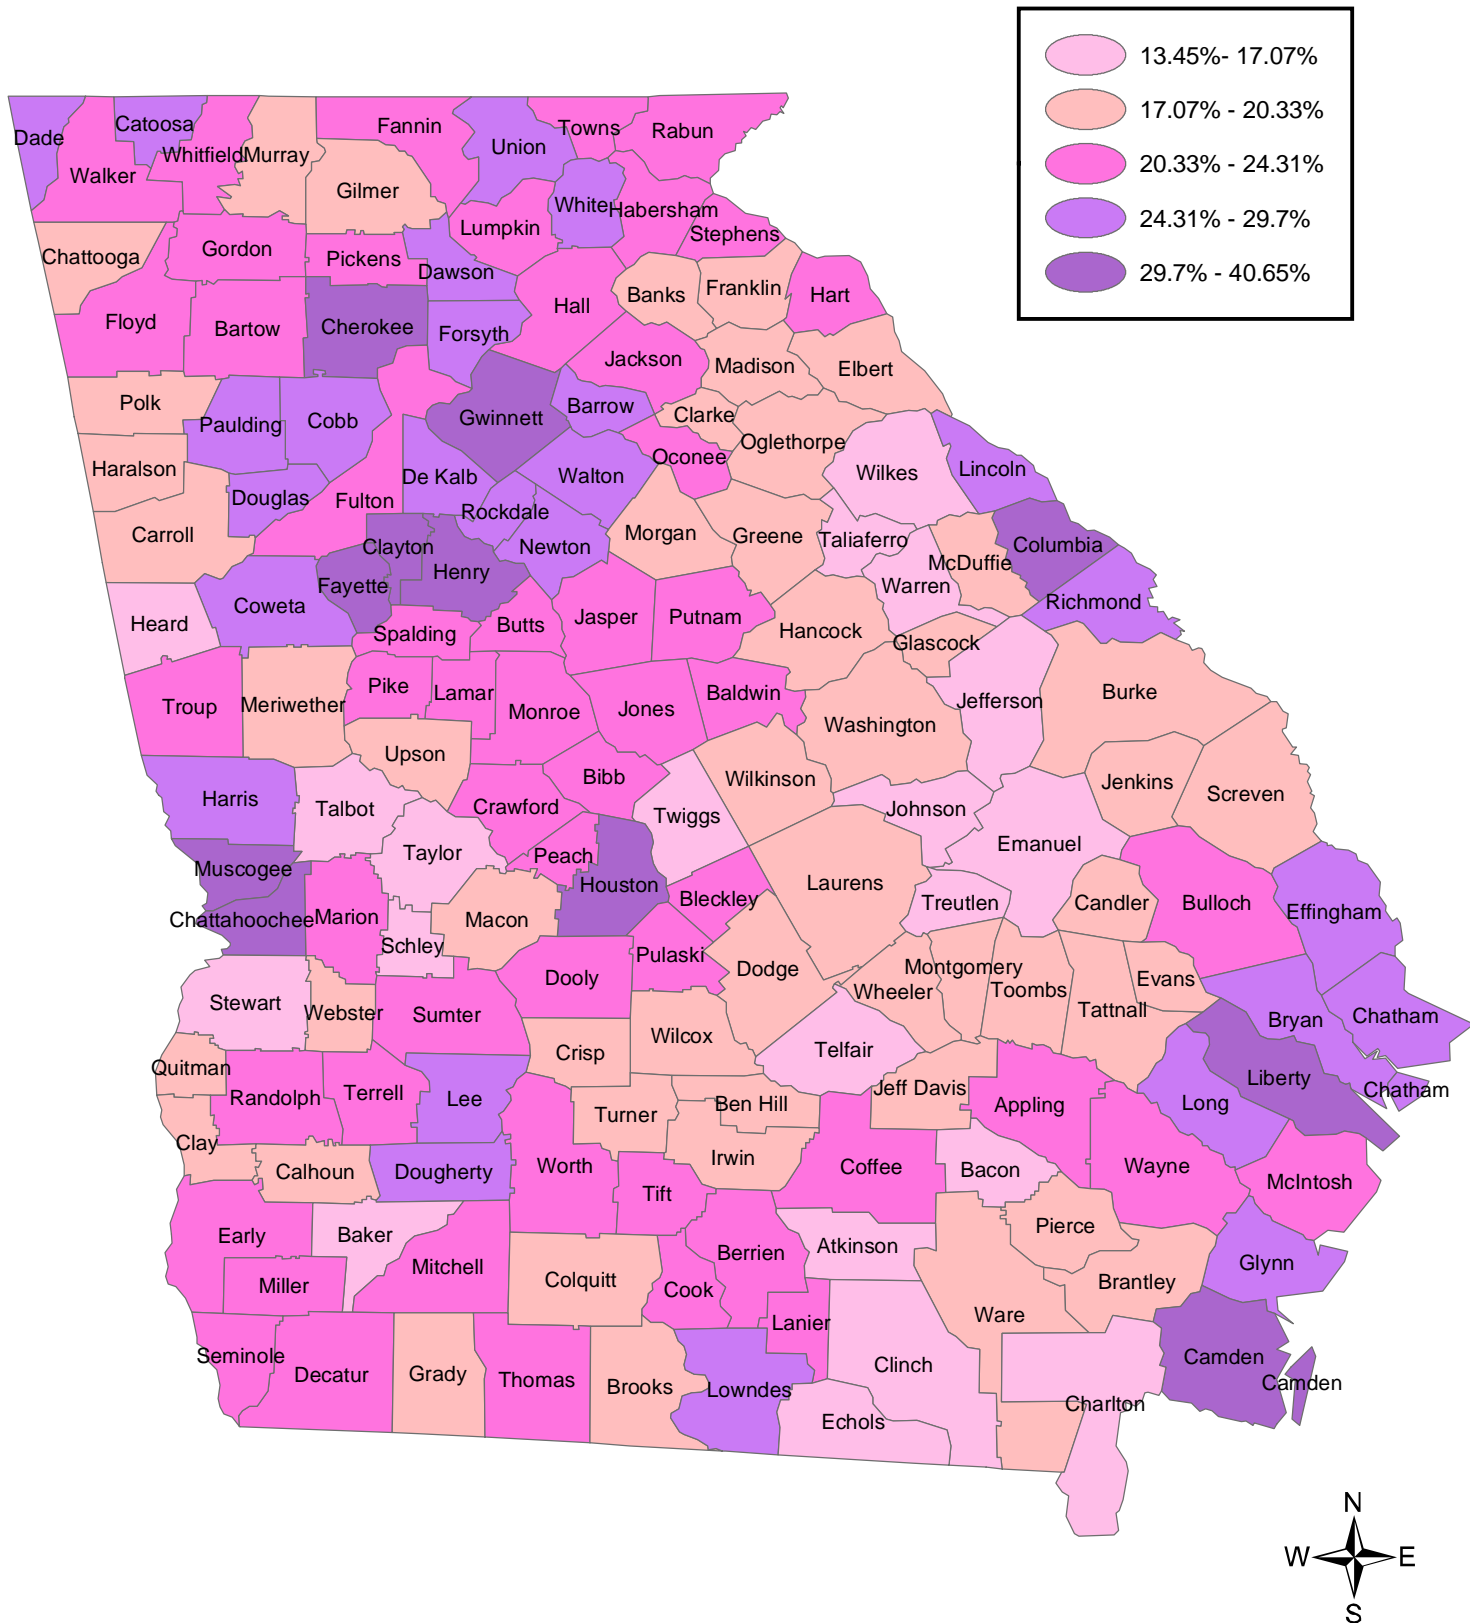 13.45%- 17.07%
17.07% - 20.33%
20.33% - 24.31%
24.31% - 29.7%
29.7% - 40.65%
Dade
Catoosa
Whitfield
Murray
Fannin
Union
Towns
Rabun
Walker
Gilmer
White
Habersham
Stephens
Lumpkin
Chattooga
Gordon
Pickens
Dawson
Hall
Banks
Franklin
Hart
Floyd
Bartow
Cherokee
Forsyth
Jackson
Madison
Elbert
Polk
Paulding
Cobb
Gwinnett
Barrow
Clarke
Oglethorpe
Haralson
Douglas
De Kalb
Walton
Oconee
Wilkes
Lincoln
Carroll
Fulton
Rockdale
Newton
Morgan
Greene
Taliaferro
McDuffie
Columbia
Clayton
Fayette
Henry
Warren
Richmond
Heard
Coweta
Spalding
Butts
Jasper
Putnam
Hancock
Glascock
Troup
Meriwether
Pike
Lamar
Monroe
Jones
Baldwin
Washington
Jefferson
Burke
Upson
Bibb
Wilkinson
Jenkins
Screven
Harris
Talbot
Crawford
Twiggs
Johnson
Emanuel
Muscogee
Taylor
Peach
Houston
Bleckley
Laurens
Treutlen
Candler
Bulloch
Effingham
Chattahoochee
Marion
Macon
Schley
Pulaski
Dodge
Montgomery
Wheeler
Toombs
Tattnall
Evans
Stewart
Webster
Sumter
Dooly
Wilcox
Telfair
Bryan
Chatham
Chatham
Quitman
Randolph
Terrell
Lee
Crisp
Turner
Ben Hill
Jeff Davis
Appling
Long
Liberty
Clay
Calhoun
Dougherty
Worth
Irwin
Tift
Coffee
Bacon
Wayne
McIntosh
Early
Baker
Mitchell
Berrien
Atkinson
Pierce
Glynn
Miller
Colquitt
Cook
Lanier
Ware
Brantley
Seminole
Decatur
Grady
Thomas
Brooks
Lowndes
Clinch
Echols
Charlton
Camden
Camden
N
W
E
S